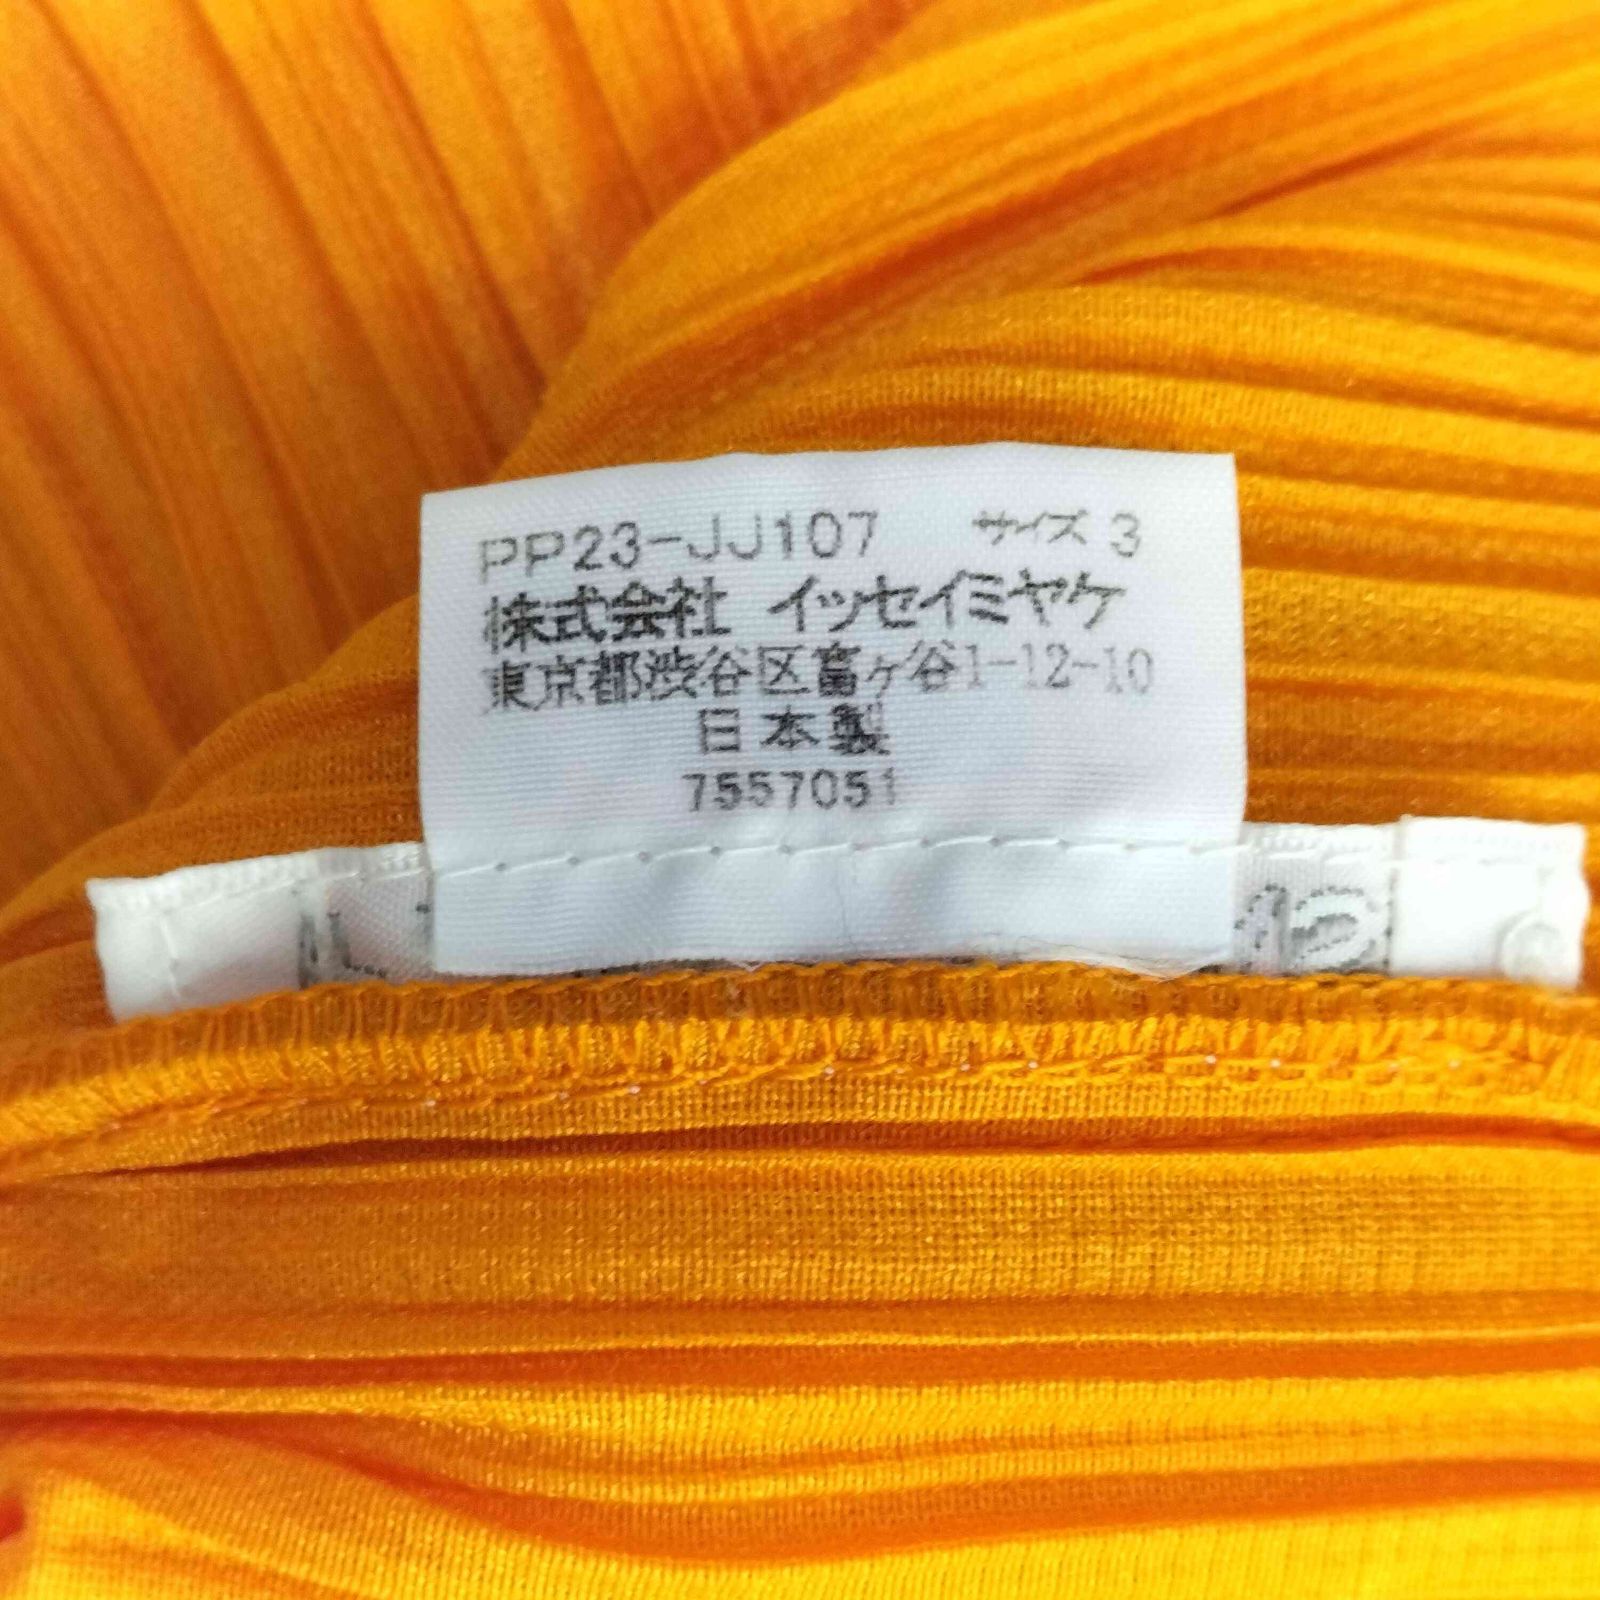 PP23-JJ107 サイズ 3
株式会社 イッセイミヤケ
東京都渋谷区富ヶ谷1-12-10
日本製
7557051